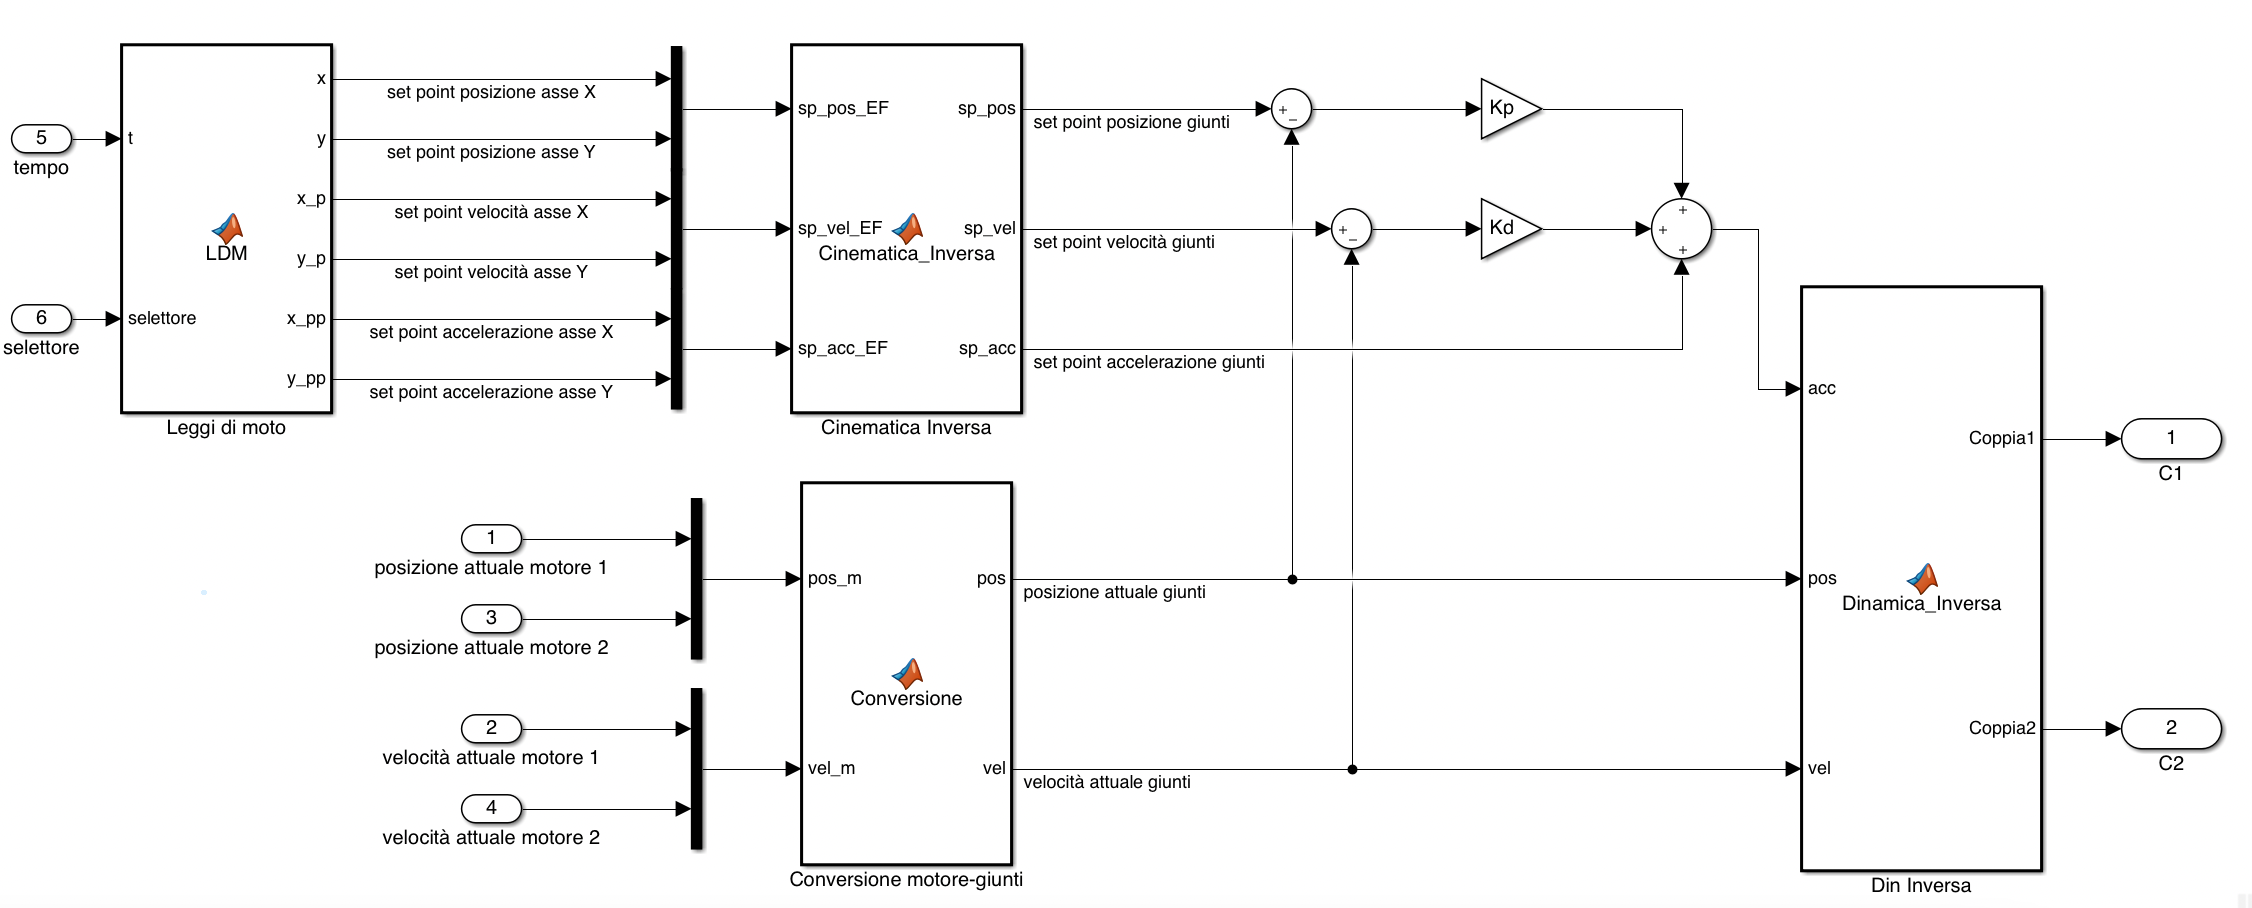 5
tempo
6
selettore
t
selettore
LDM
x
y
x_p
y_p
x_pp
y_pp
Leggi di moto
set point posizione asse X
set point posizione asse Y
set point velocità asse X
set point velocità asse Y
set point accelerazione asse X
set point accelerazione asse Y
sp_pos_EF
sp_vel_EF
sp_acc_EF
Cinematica_Inversa
sp_pos
sp_vel
sp_acc
Cinematica Inversa
set point posizione giunti
set point velocità giunti
set point accelerazione giunti
+
−
+
−
Kp
Kd
+
+
+
1
posizione attuale motore 1
3
posizione attuale motore 2
2
velocità attuale motore 1
4
velocità attuale motore 2
pos_m
vel_m
Conversione
pos
vel
Conversione motore-giunti
posizione attuale giunti
velocità attuale giunti
acc
pos
vel
Dinamica_Inversa
Coppia1
Coppia2
Din Inversa
1
C1
2
C2